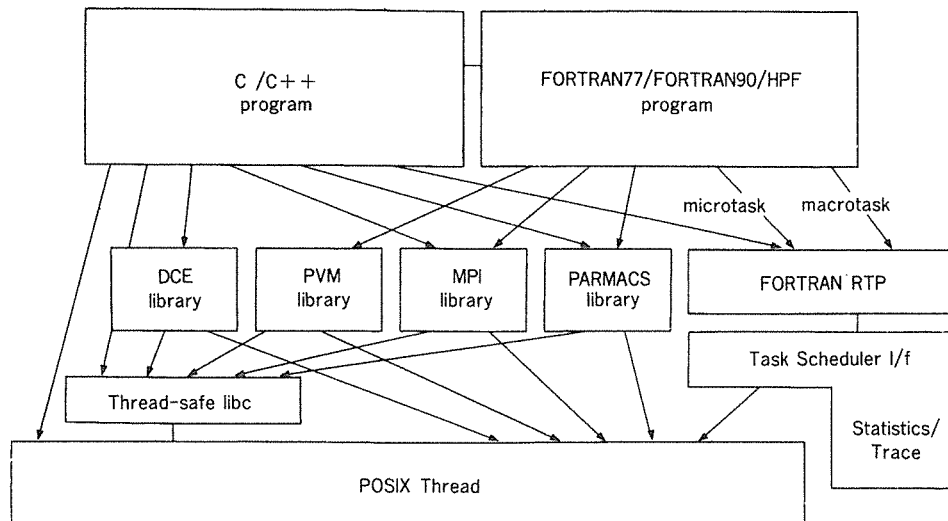 C /C++
program
FORTRAN77/FORTRAN90/HPF
program
microtask
macrotask
DCE
library
PVM
library
MPI
library
PARMACS
library
FORTRAN RTP
Task Scheduler I/f
Thread-safe libc
Statistics/
Trace
POSIX Thread